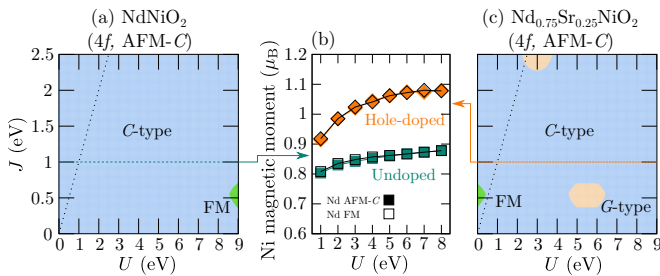 (a) NdNiO2
(4f, AFM-C)
J (eV)
2.5
2
1.5
1
0.5
0
C-type
FM
0 1 2 3 4 5 6 7 8 9
U (eV)
(b)
Ni magnetic moment (μB)
1.2
1.1
1
0.9
0.8
0.7
0.6
Hole-doped
Undoped
Nd AFM-C
Nd FM
1 2 3 4 5 6 7 8
U (eV)
(c) Nd0.75Sr0.25NiO2
(4f, AFM-C)
C-type
FM
G-type
0 1 2 3 4 5 6 7 8 9
U (eV)